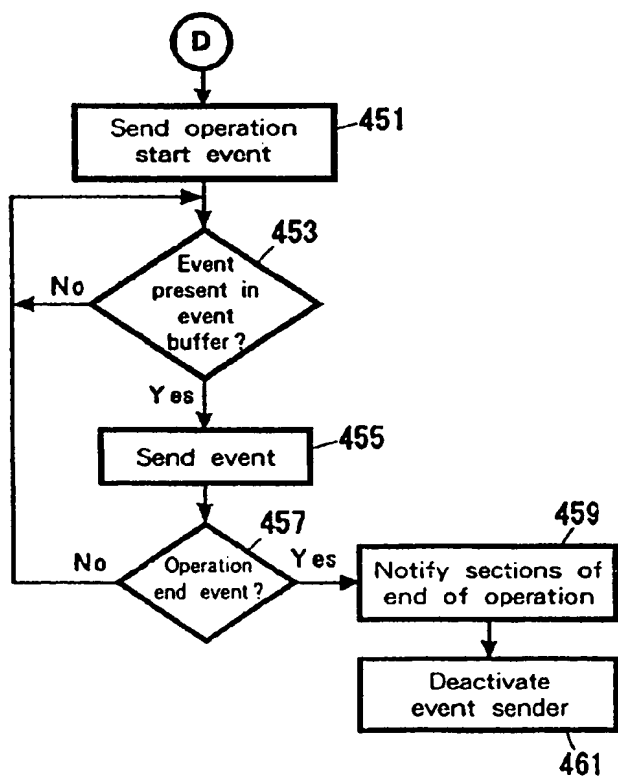 D
Send operation
start event
451
453
Event
present in
event
buffer?
No
Yes
Send event
455
457
Operation
end event?
No
Yes
459
Notify sections of
end of operation
Deactivate
event sender
461